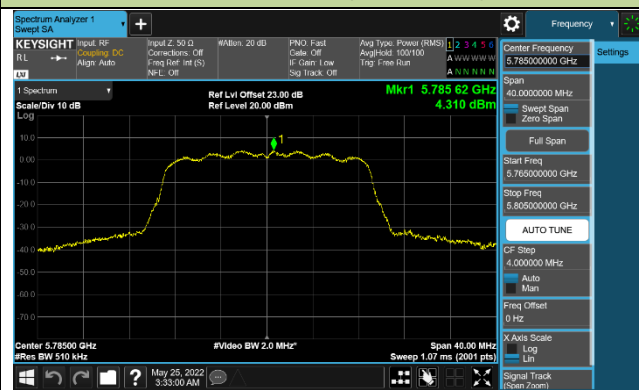 Spectrum Analyzer 1
Swept SA
+
Frequency
KEYSIGHT
RL
LXI
Input: RF
Coupling: DC
Align: Auto
Input Z: 50 Ω
Corrections: Off
Freq Ref: Int (S)
NFE: Off
#Atten: 20 dB
PNO: Fast
Gate: Off
IF Gain: Low
Sig Track: Off
Avg Type: Power (RMS)
Avg|Hold: 100/100
Trig: Free Run
1 2 3 4 5 6
A W W W W W
A N N N N N
Center Frequency
5.785000000 GHz
Settings
1 Spectrum
Scale/Div 10 dB
Log
Ref Lvl Offset 23.00 dB
Ref Level 20.00 dBm
Mkr1 5.785 62 GHz
4.310 dBm
Span
40.0000000 MHz
Swept Span
Zero Span
Full Span
Start Freq
5.765000000 GHz
Stop Freq
5.805000000 GHz
AUTO TUNE
CF Step
4.000000 MHz
Auto
Man
Freq Offset
0 Hz
X Axis Scale
Log
Lin
Signal Track
(Span Zoom)
10.0
0.00
-10.0
-20.0
-30.0
-40.0
-50.0
-60.0
-70.0
1
Center 5.78500 GHz
#Res BW 510 kHz
#Video BW 2.0 MHz*
Span 40.00 MHz
Sweep 1.07 ms (2001 pts)
?
May 25, 2022
3:33:00 AM